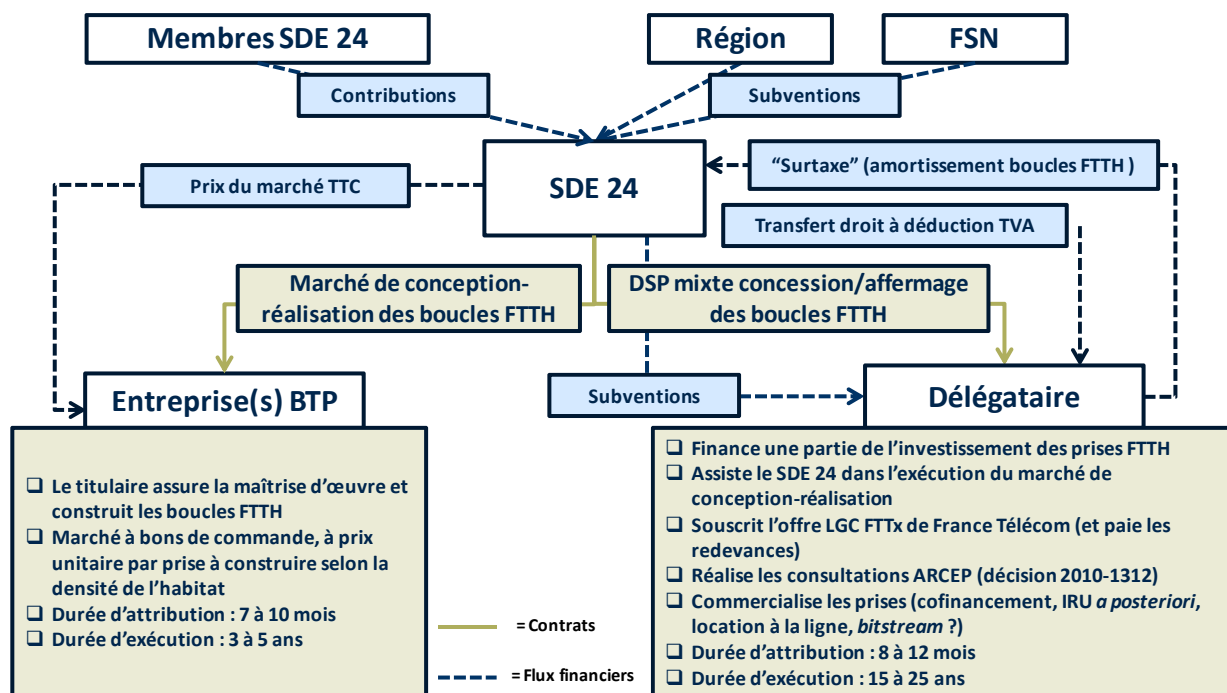 Membres SDE 24
Région
FSN
Contributions
Subventions
SDE 24
Prix du marché TTC
“Surtaxe” (amortissement boucles FTTH )
Transfert droit à déduction TVA
Marché de conception-
réalisation des boucles FTTH
DSP mixte concession/affermage
des boucles FTTH
Entreprise(s) BTP
Subventions
Délégataire
❑ Le titulaire assure la maîtrise d’œuvre et
construit les boucles FTTH
❑ Marché à bons de commande, à prix
unitaire par prise à construire selon la
densité de l’habitat
❑ Durée d’attribution : 7 à 10 mois
❑ Durée d’exécution : 3 à 5 ans
= Contrats
= Flux financiers
❑ Finance une partie de l’investissement des prises FTTH
❑ Assiste le SDE 24 dans l’exécution du marché de
conception-réalisation
❑ Souscrit l’offre LGC FTTx de France Télécom (et paie les
redevances)
❑ Réalise les consultations ARCEP (décision 2010-1312)
❑ Commercialise les prises (cofinancement, IRU a posteriori,
location à la ligne, bitstream ?)
❑ Durée d’attribution : 8 à 12 mois
❑ Durée d’exécution : 15 à 25 ans